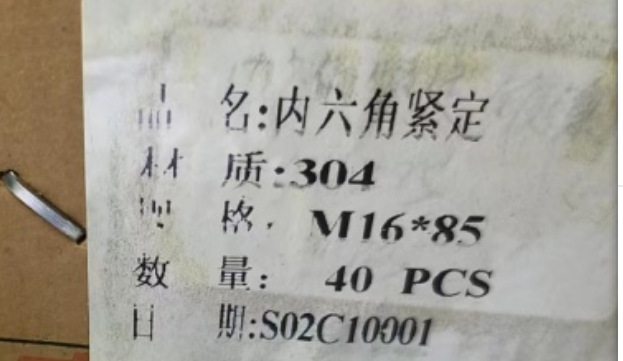 品 名:内六角紧定
材 质:304
规 格: M16*85
数 量: 40 PCS
日 期:S02C10001